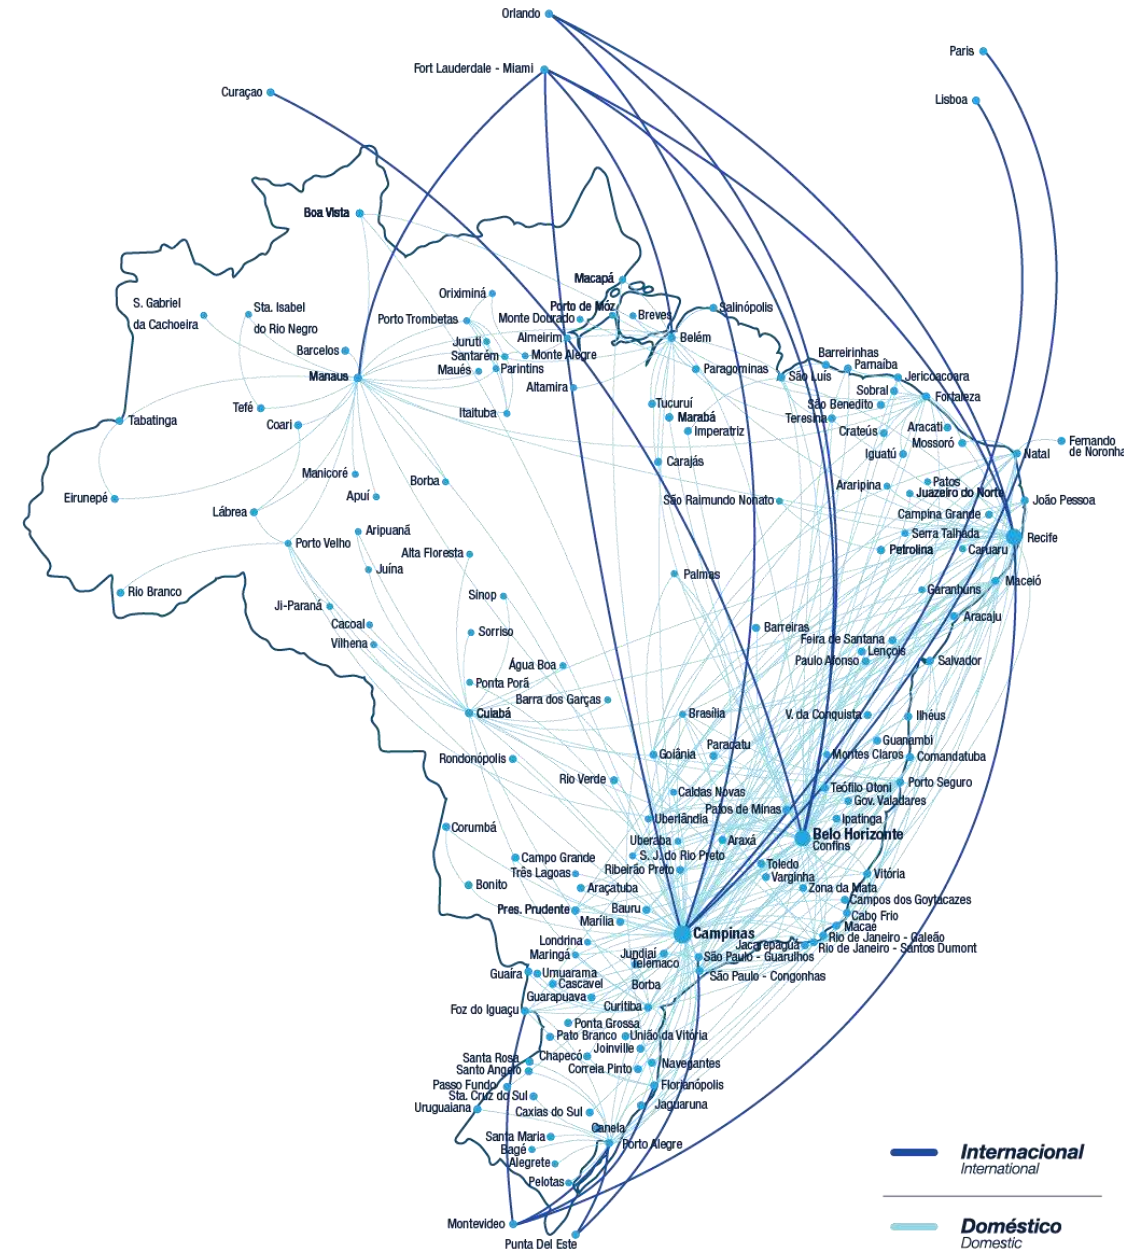 Orlando
Paris
Fort Lauderdale - Miami
Curaçao
Lisboa
Boa Vista
Macapá
Oriximiná
S. Gabriel
da Cachoeira
Sta. Isabel
do Rio Negro
Porto de Móz
Porto Trombetas
Monte Dourado
Breves
Salinópolis
Almeirim
Belém
Juruti
Barcelos
Santarém
Monte Alegre
Barreirinhas
Parnaíba
Maués
Parintins
Paragominas
Manaus
São Luis
Jericoacoara
Altamira
Sobral
Fortaleza
Tefé
Itaituba
Tucuruí
São Benedito
Marabá
Teresina
Tabatinga
Coari
Imperatriz
Crateús
Aracati
Mossoró
Fernando
de Noronha
Iguatú
Natal
Carajás
Manicoré
Borba
Araripina
Patos
Juazeiro do Norte
Eirunepé
Apuí
São Raimundo Nonato
João Pessoa
Lábrea
Campina Grande
Aripuanã
Serra Talhada
Recife
Porto Velho
Alta Floresta
Petrolina
Caruaru
Juína
Palmas
Maceió
Rio Branco
Sinop
Garanhuns
Ji-Paraná
Aracaju
Cacoal
Sorriso
Barreiras
Feira de Santana
Vilhena
Lençois
Água Boa
Paulo Afonso
Salvador
Ponta Porã
Barra dos Garças
Cuiabá
Brasília
V. da Conquista
Ilhéus
Paracatu
Guanambi
Rondonópolis
Goiânia
Montes Claros
Comandatuba
Rio Verde
Porto Seguro
Caldas Novas
Teófilo Otoni
Gov. Valadares
Patos de Minas
Uberlândia
Ipatinga
Corumbá
Belo Horizonte
Confins
Uberaba
Araxá
Campo Grande
S. J. do Rio Preto
Três Lagoas
Ribeirão Preto
Toledo
Varginha
Vitória
Bonito
Araçatuba
Zona da Mata
Campos dos Goytacazes
Pres. Prudente
Bauru
Cabo Frio
Marília
Macaé
Campinas
Rio de Janeiro - Galeão
Londrina
Jacarepaguá
Rio de Janeiro - Santos Dumont
Maringá
Jundiaí
São Paulo - Guarulhos
Telemaco
Guaíra
Umuarama
São Paulo - Congonhas
Cascavel
Borba
Guarapuava
Foz do Iguaçu
Curitiba
Ponta Grossa
Pato Branco
União da Vitória
Joinville
Santa Rosa
Chapecó
Navegantes
Santo Angelo
Correia Pinto
Passo Fundo
Florianópolis
Sta. Cruz do Sul
Uruguaiana
Caxias do Sul
Jaguaruna
Canela
Santa Maria
Porto Alegre
Bagé
Alegrete
Pelotas
Montevideo
Punta Del Este
Internacional
International
Doméstico
Domestic